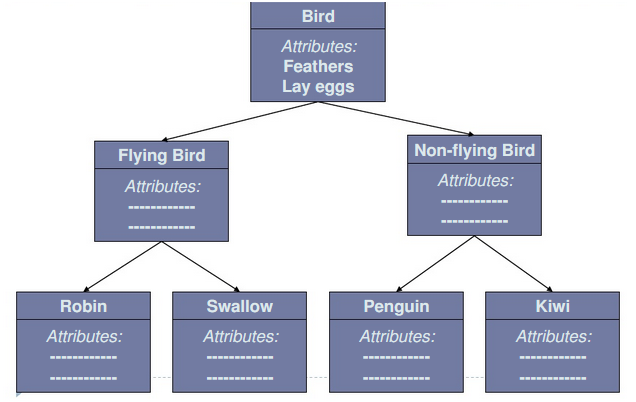 Bird
Attributes:
Feathers
Lay eggs
Flying Bird
Attributes:
------------
------------
Non-flying Bird
Attributes:
------------
------------
Robin
Attributes:
------------
------------
Swallow
Attributes:
------------
------------
Penguin
Attributes:
------------
------------
Kiwi
Attributes:
------------
------------